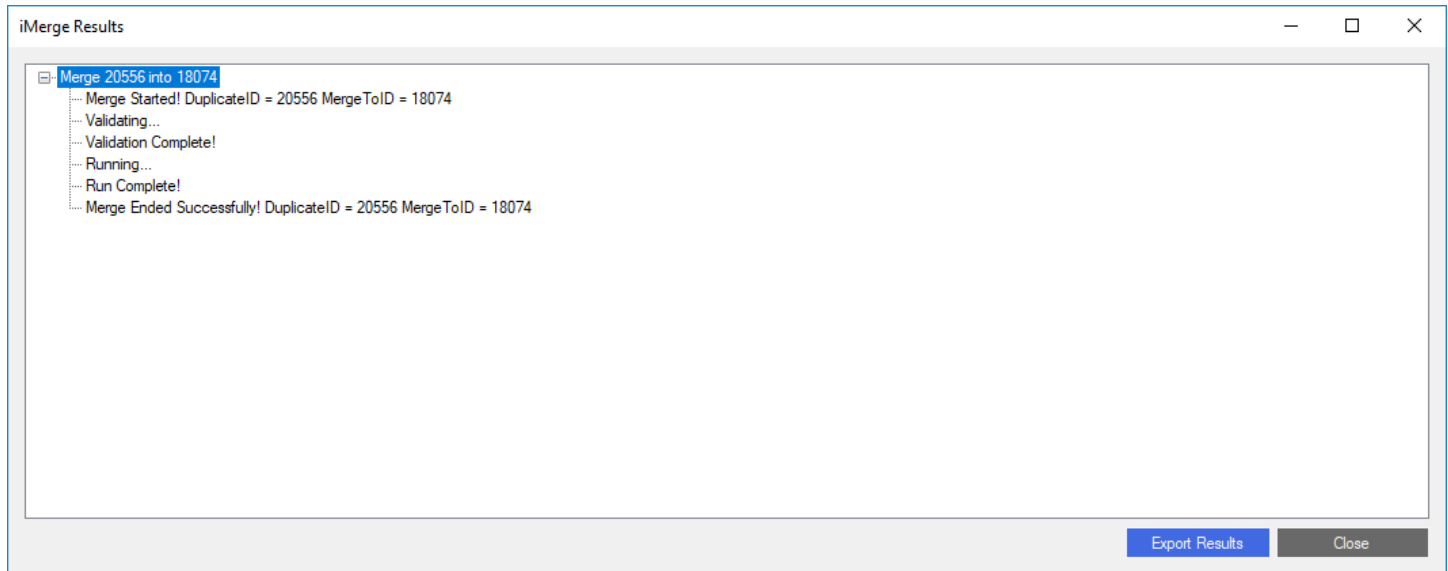 iMerge Results
Merge 20556 into 18074
Merge Started! DuplicateID = 20556 MergeToID = 18074
Validating...
Validation Complete!
Running...
Run Complete!
Merge Ended Successfully! DuplicateID = 20556 MergeToID = 18074
Export Results
Close